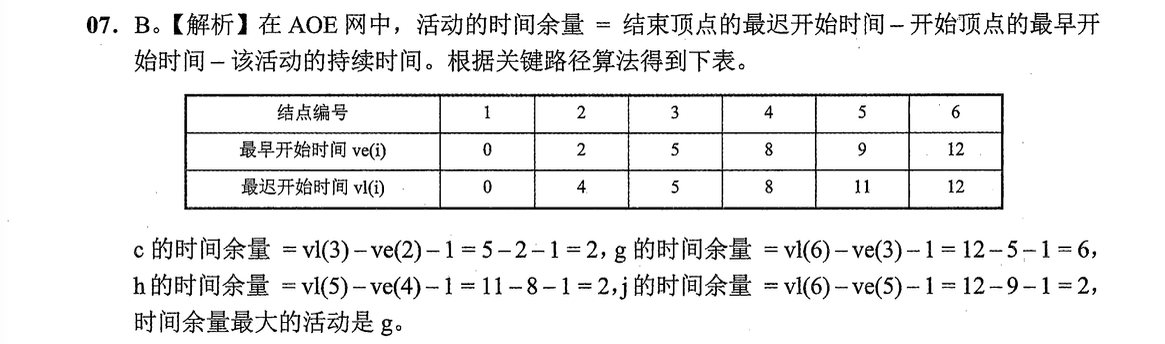 07. B。【解析】在 AOE 网中，活动的时间余量 = 结束顶点的最迟开始时间 – 开始顶点的最早开
始时间 – 该活动的持续时间。根据关键路径算法得到下表。
结点编号 1 2 3 4 5 6
最早开始时间 ve(i) 0 2 5 8 9 12
最迟开始时间 vl(i) 0 4 5 8 11 12
c 的时间余量 = vl(3) – ve(2) – 1 = 5 – 2 – 1 = 2, g 的时间余量 = vl(6) – ve(3) – 1 = 12 – 5 – 1 = 6,
h 的时间余量 = vl(5) – ve(4) – 1 = 11 – 8 – 1 = 2, j 的时间余量 = vl(6) – ve(5) – 1 = 12 – 9 – 1 = 2,
时间余量最大的活动是 g。